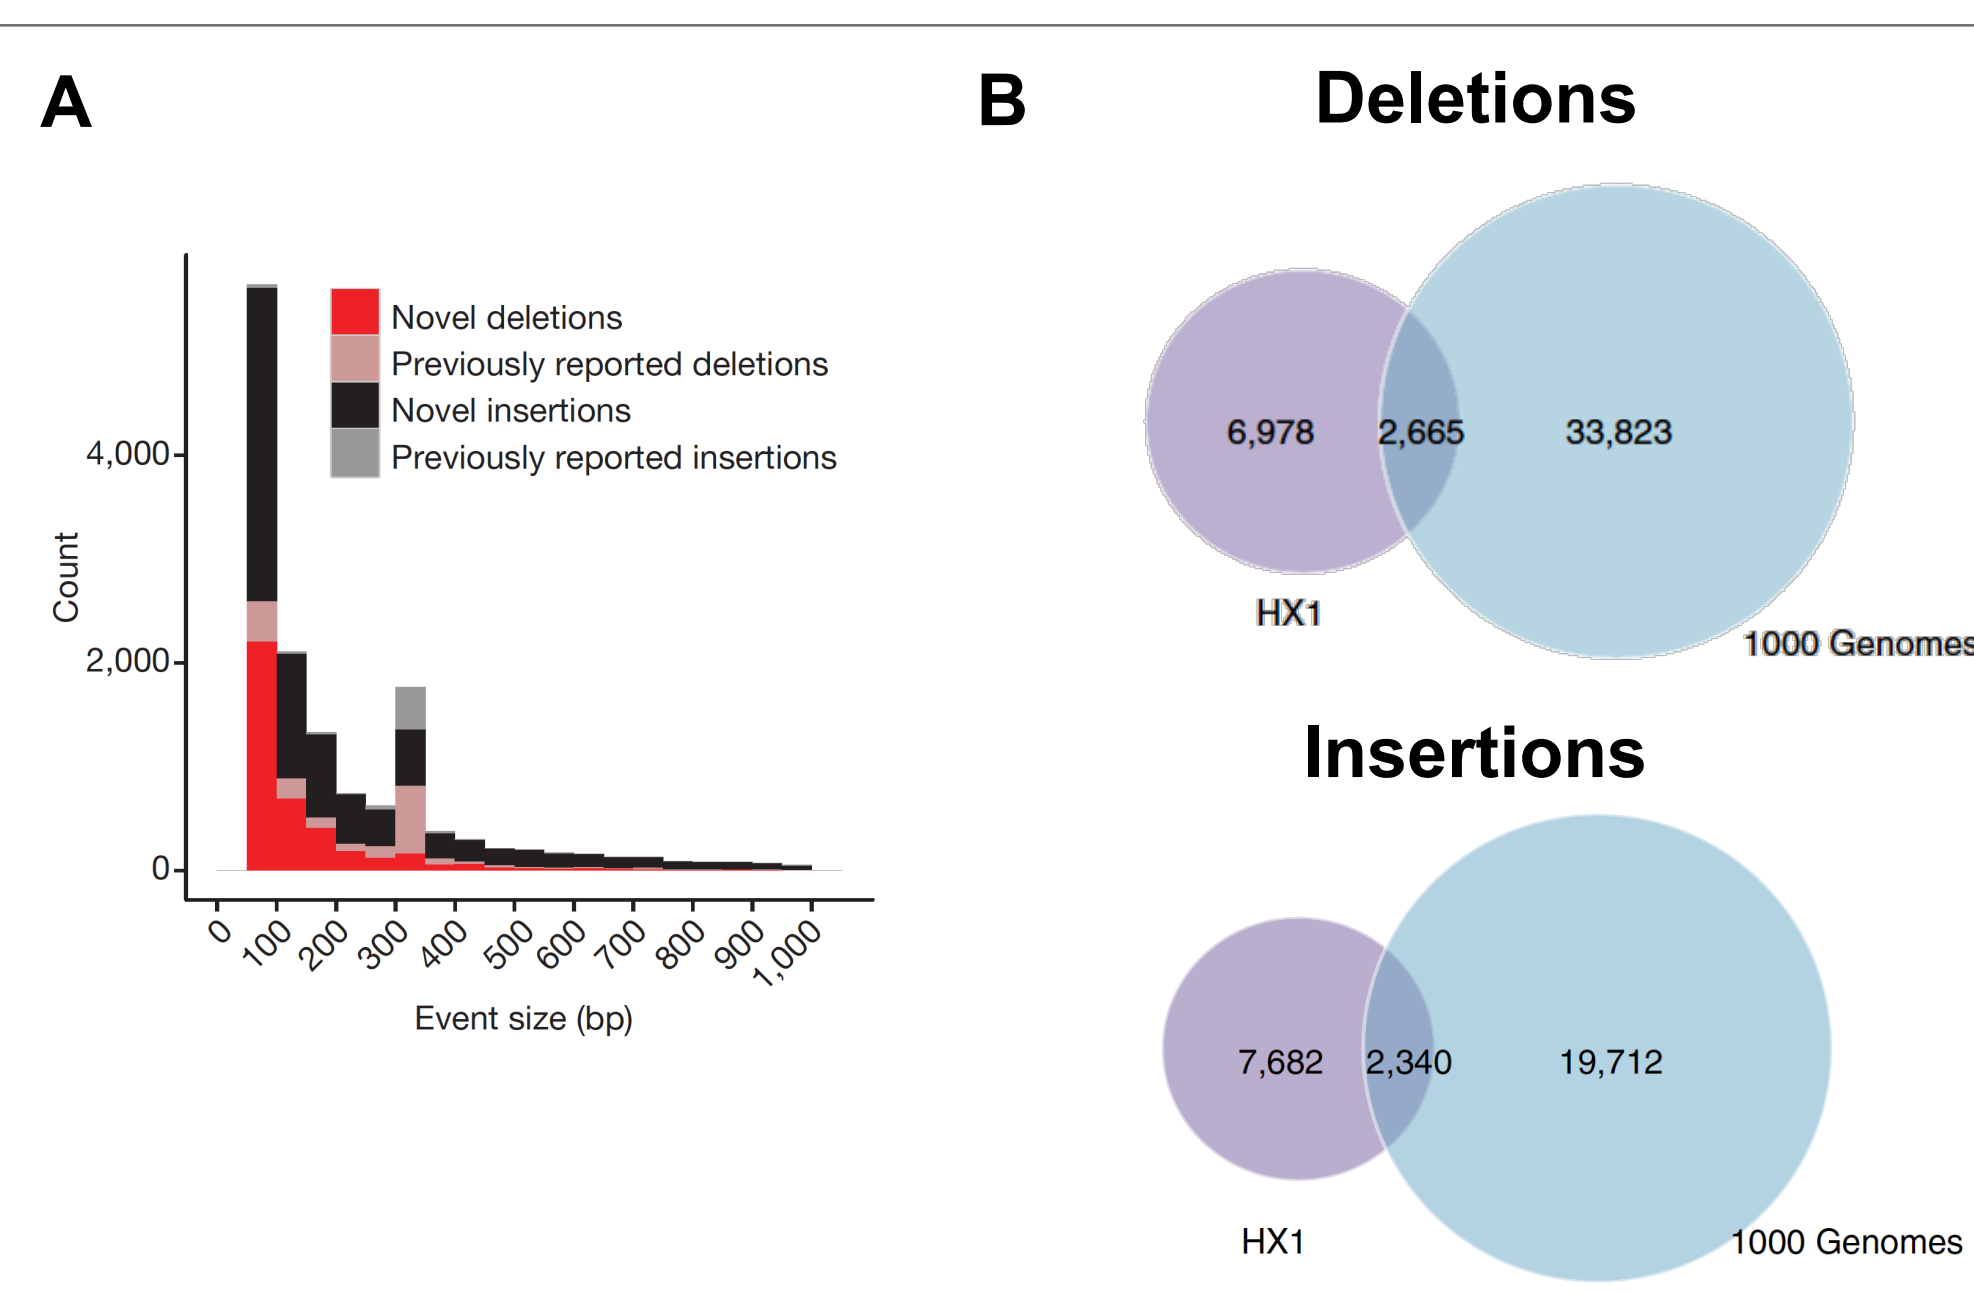 A
B
Deletions
Novel deletions
Previously reported deletions
Novel insertions
Previously reported insertions
4,000
2,000
0
Count
0
100
200
300
400
500
600
700
800
900
1,000
Event size (bp)
6,978
2,665
33,823
HX1
1000 Genomes
Insertions
7,682
2,340
19,712
HX1
1000 Genomes